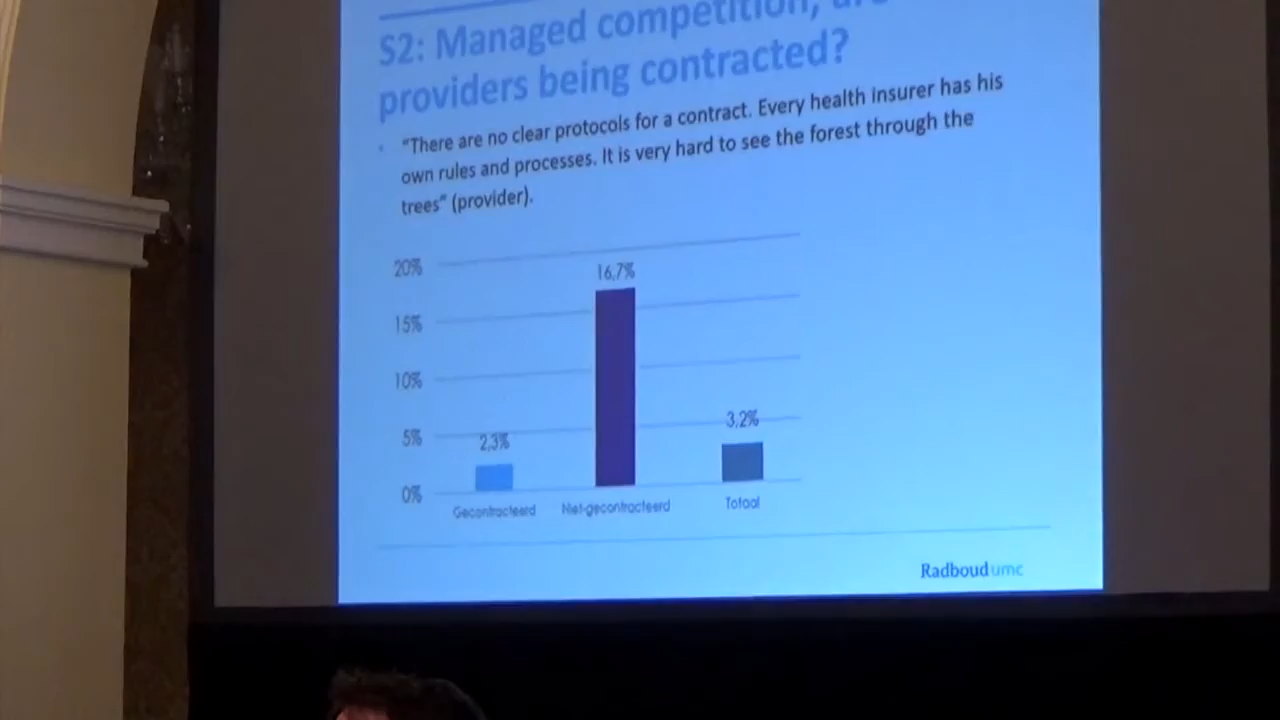 S2: Managed competition, are
providers being contracted?
• "There are no clear protocols for a contract. Every health insurer has his
own rules and processes. It is very hard to see the forest through the
trees" (provider).
20%
15%
10%
5%
0%
2,3%
16,7%
3,2%
Gecontracteerd
Niet-gecontracteerd
Totaal
Radboudumc